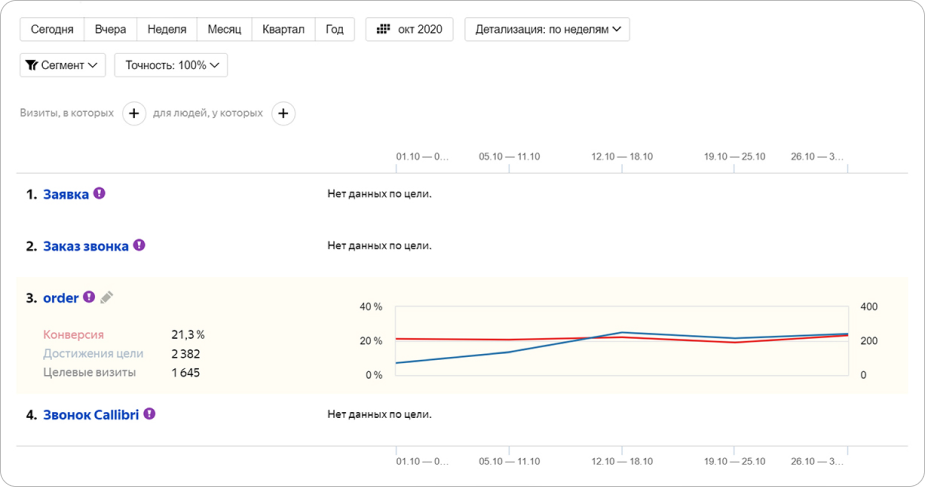 Сегодня Вчера Неделя Месяц Квартал Год окт 2020 Детализация: по неделям
Сегмент Точность: 100%
Визиты, в которых + для людей, у которых +
01.10 — 0... 05.10 — 11.10 12.10 — 18.10 19.10 — 25.10 26.10 — 3...
1. Заявка Нет данных по цели.
2. Заказ звонка Нет данных по цели.
3. order
40 % 400
Конверсия 21,3 %
20 % 200
Достижения цели 2 382
Целевые визиты 1 645
0 % 0
4. Звонок Callibri Нет данных по цели.
01.10 — 0... 05.10 — 11.10 12.10 — 18.10 19.10 — 25.10 26.10 — 3...